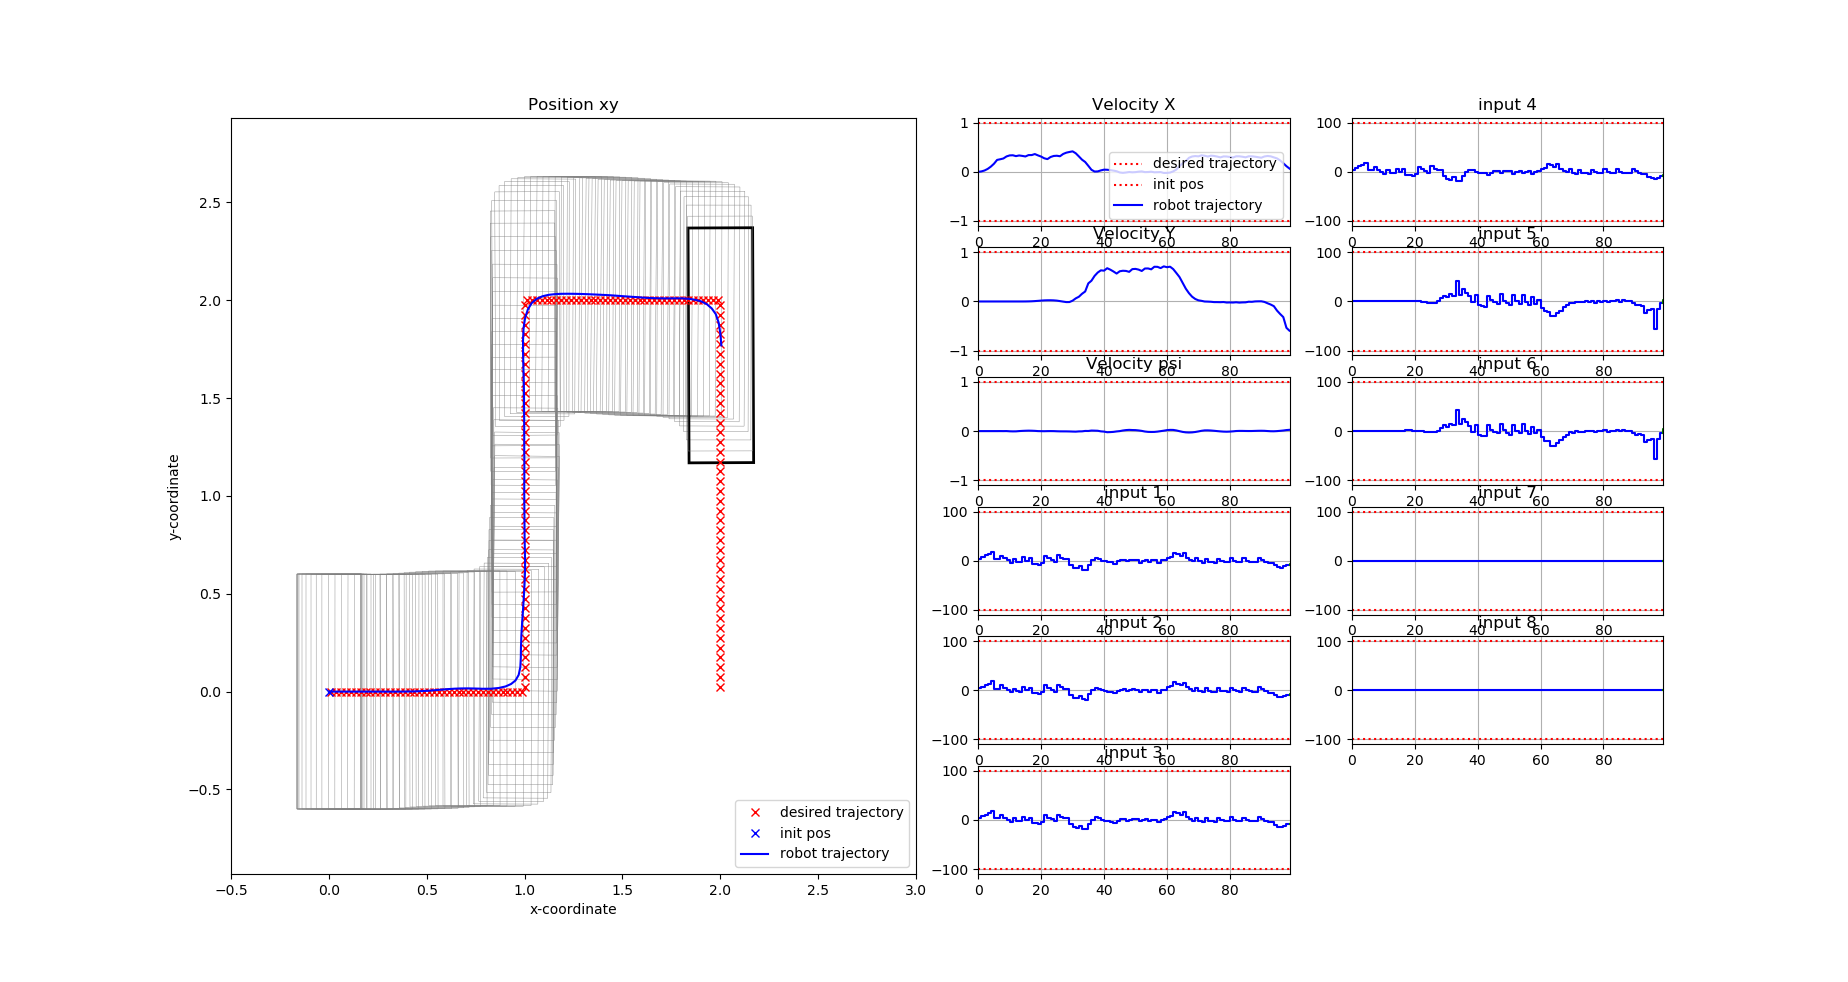 Position xy
2.5
2.0
1.5
1.0
0.5
0.0
−0.5
y-coordinate
−0.5 0.0 0.5 1.0 1.5 2.0 2.5 3.0
x-coordinate
desired trajectory
init pos
robot trajectory
Velocity X
1
0
−1
desired trajectory
init pos
robot trajectory
0 20 40 60 80
Velocity Y
1
0
−1
0 20 40 60 80
Velocity psi
1
0
−1
0 20 40 60 80
input 1
100
0
−100
0 20 40 60 80
input 2
100
0
−100
0 20 40 60 80
input 3
100
0
−100
0 20 40 60 80
input 4
100
0
−100
0 20 40 60 80
input 5
100
0
−100
0 20 40 60 80
input 6
100
0
−100
0 20 40 60 80
input 7
100
0
−100
0 20 40 60 80
input 8
100
0
−100
0 20 40 60 80